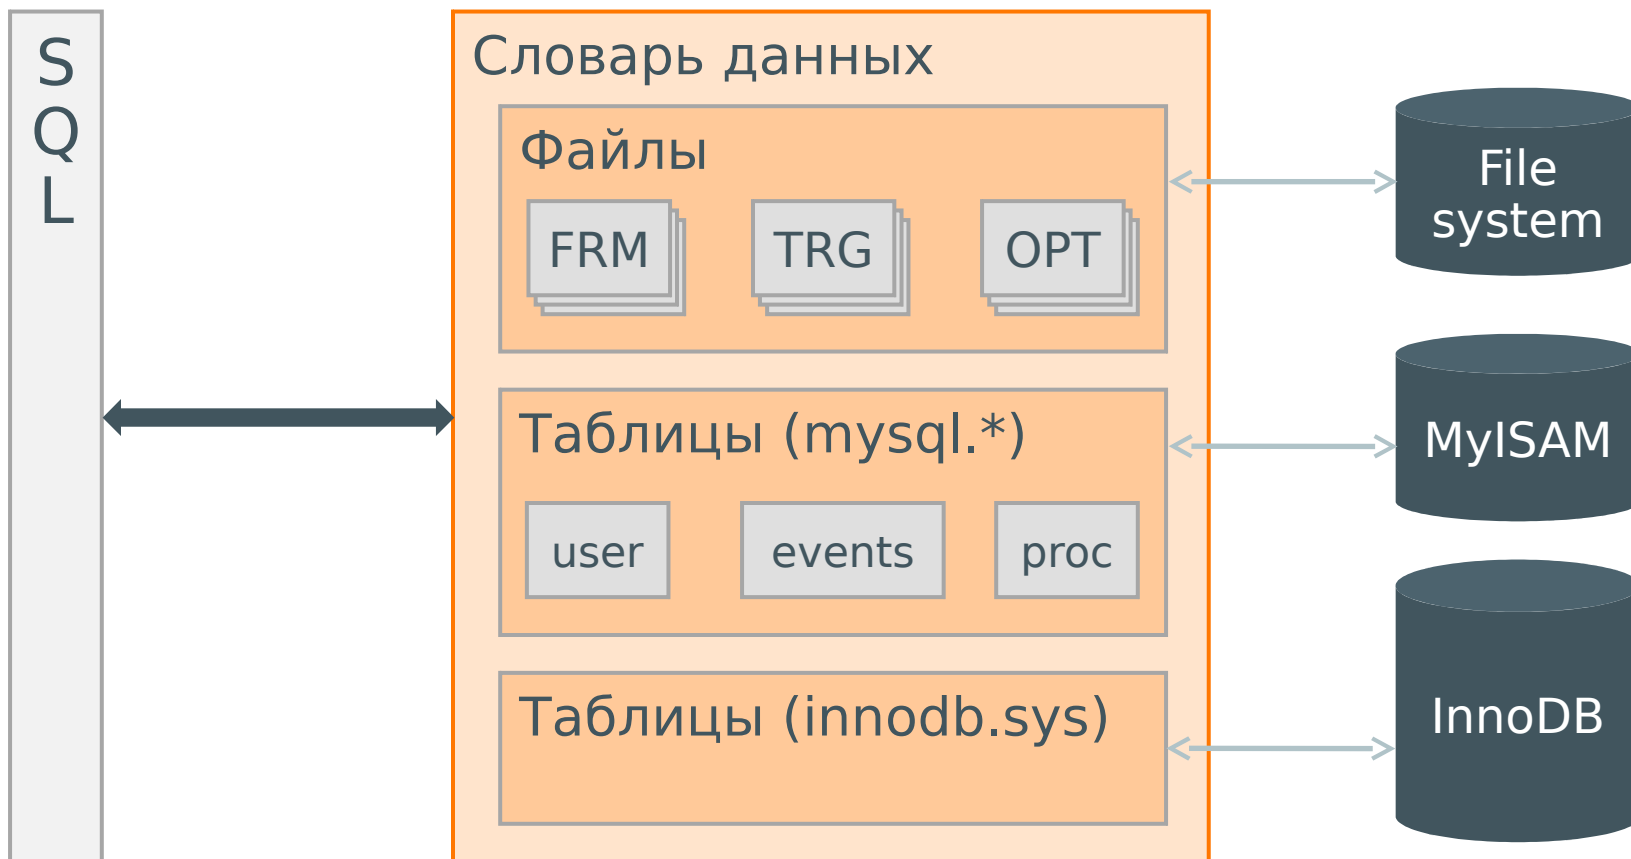 S
Q
L
Словарь данных
Файлы
FRM
TRG
OPT
Таблицы (mysql.*)
user
events
proc
Таблицы (innodb.sys)
File
system
MyISAM
InnoDB